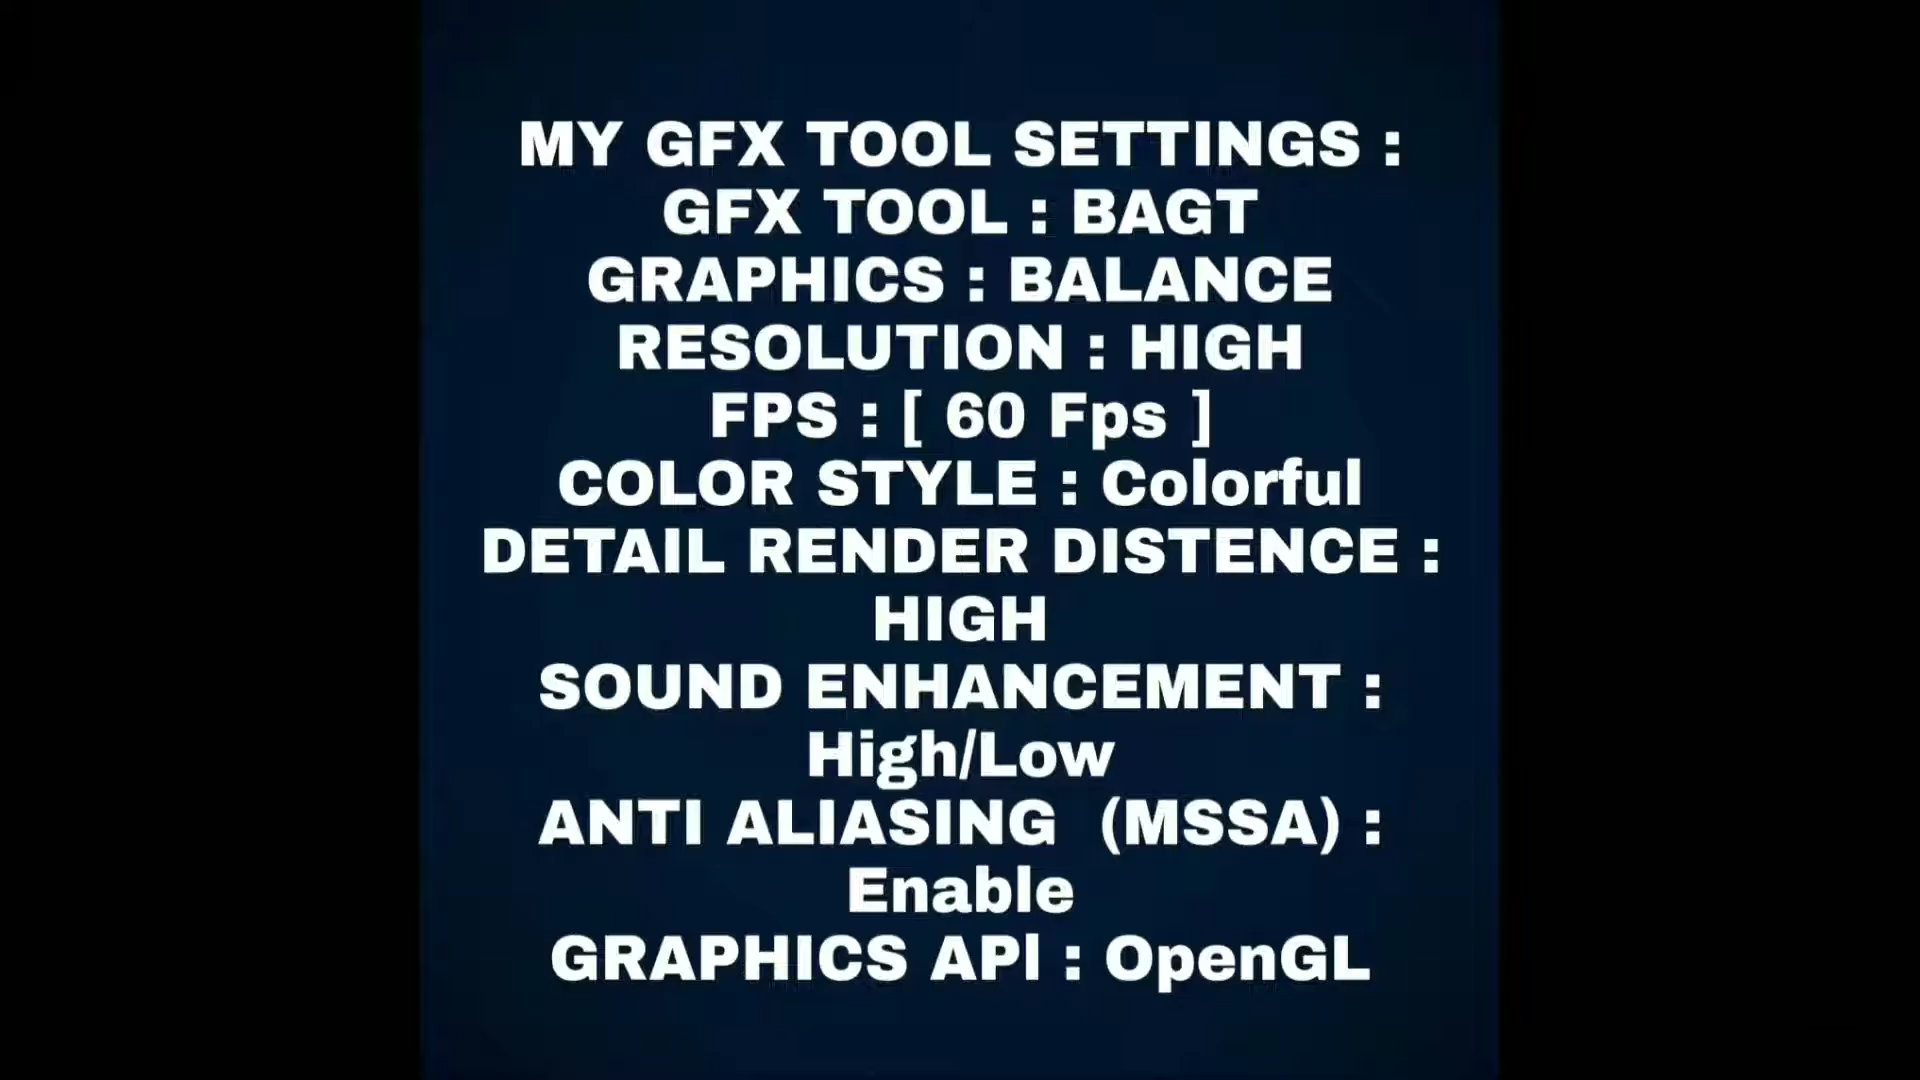 MY GFX TOOL SETTINGS :
GFX TOOL : BAGT
GRAPHICS : BALANCE
RESOLUTION : HIGH
FPS : [ 60 Fps ]
COLOR STYLE : Colorful
DETAIL RENDER DISTENCE :
HIGH
SOUND ENHANCEMENT :
High/Low
ANTI ALIASING (MSSA) :
Enable
GRAPHICS APl : OpenGL